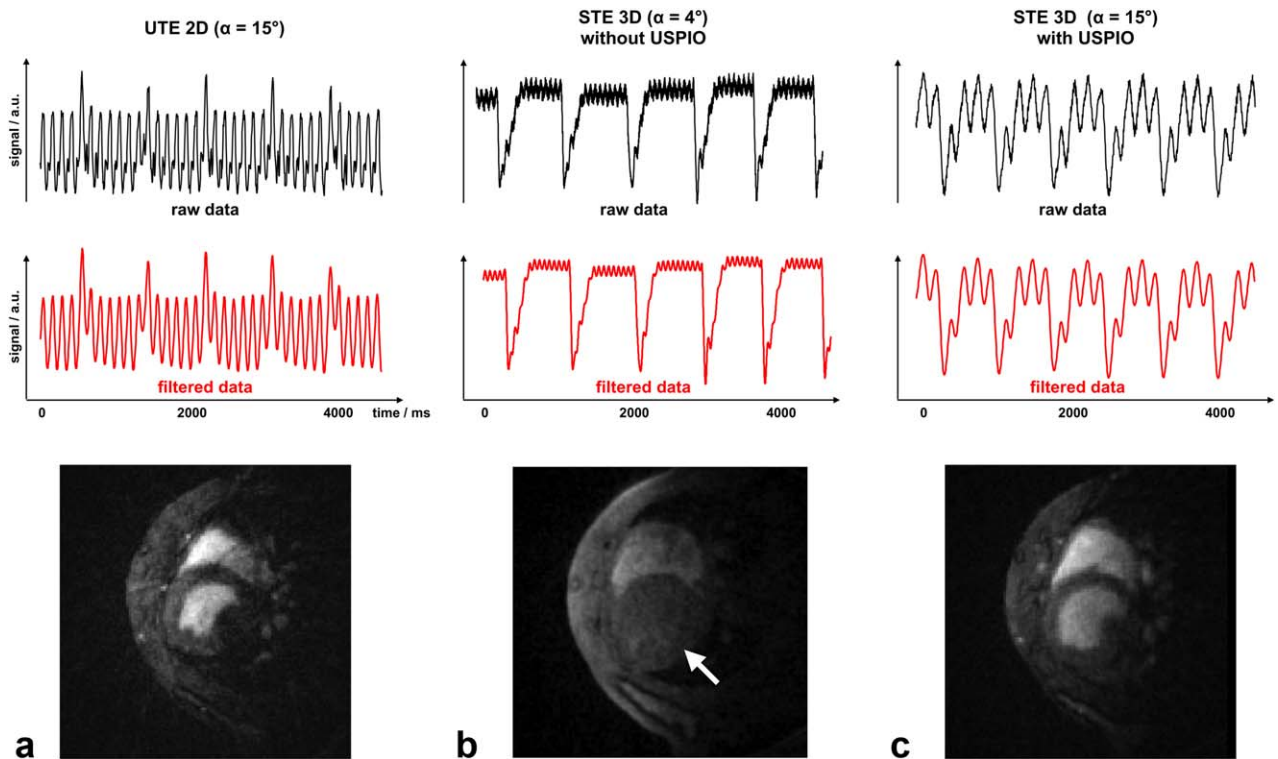 UTE 2D (α = 15°)
STE 3D (α = 4°)
without USPIO
STE 3D (α = 15°)
with USPIO
signal / a.u.
raw data
raw data
raw data
signal / a.u.
filtered data
filtered data
filtered data
0 2000 4000 time / ms
0 2000 4000
0 2000 4000
a
b
c